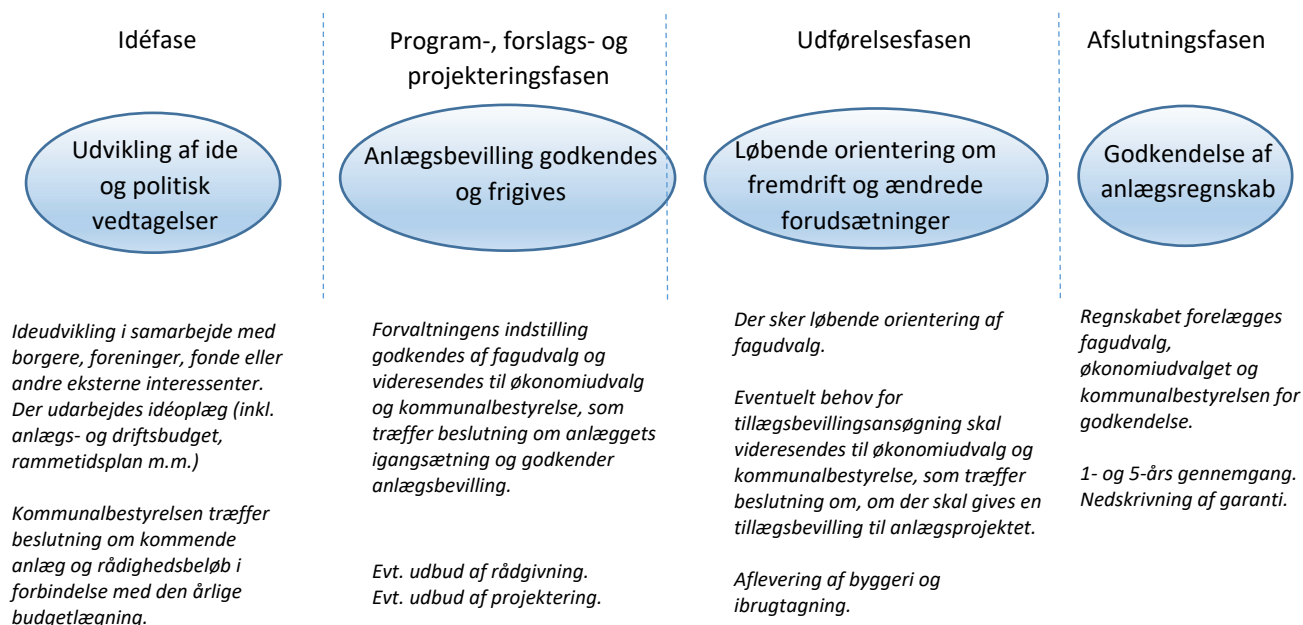 Idéfase
Udvikling af ide
og politisk
vedtagelser
Ideudvikling i samarbejde med
borgere, foreninger, fonde eller
andre eksterne interessenter.
Der udarbejdes idéoplæg (inkl.
anlægs- og driftsbudget,
rammetidsplan m.m.)
Kommunalbestyrelsen træffer
beslutning om kommende
anlæg og rådighedsbeløb i
forbindelse med den årlige
budgetlægning.
Program-, forslags- og
projekteringsfasen
Anlægsbevilling godkendes
og frigives
Forvaltningens indstilling
godkendes af fagudvalg og
videresendes til økonomiudvalg
og kommunalbestyrelse, som
træffer beslutning om anlæggets
igangsætning og godkender
anlægsbevilling.
Evt. udbud af rådgivning.
Evt. udbud af projektering.
Udførelsesfasen
Løbende orientering om
fremdrift og ændrede
forudsætninger
Der sker løbende orientering af
fagudvalg.
Eventuelt behov for
tillægsbevillingsansøgning skal
videresendes til økonomiudvalg og
kommunalbestyrelse, som træffer
beslutning om, om der skal gives en
tillægsbevilling til anlægsprojektet.
Aflevering af byggeri og
ibrugtagning.
Afslutningsfasen
Godkendelse af
anlægsregnskab
Regnskabet forelægges
fagudvalg,
økonomiudvalget og
kommunalbestyrelsen for
godkendelse.
1- og 5-års gennemgang.
Nedskrivning af garanti.